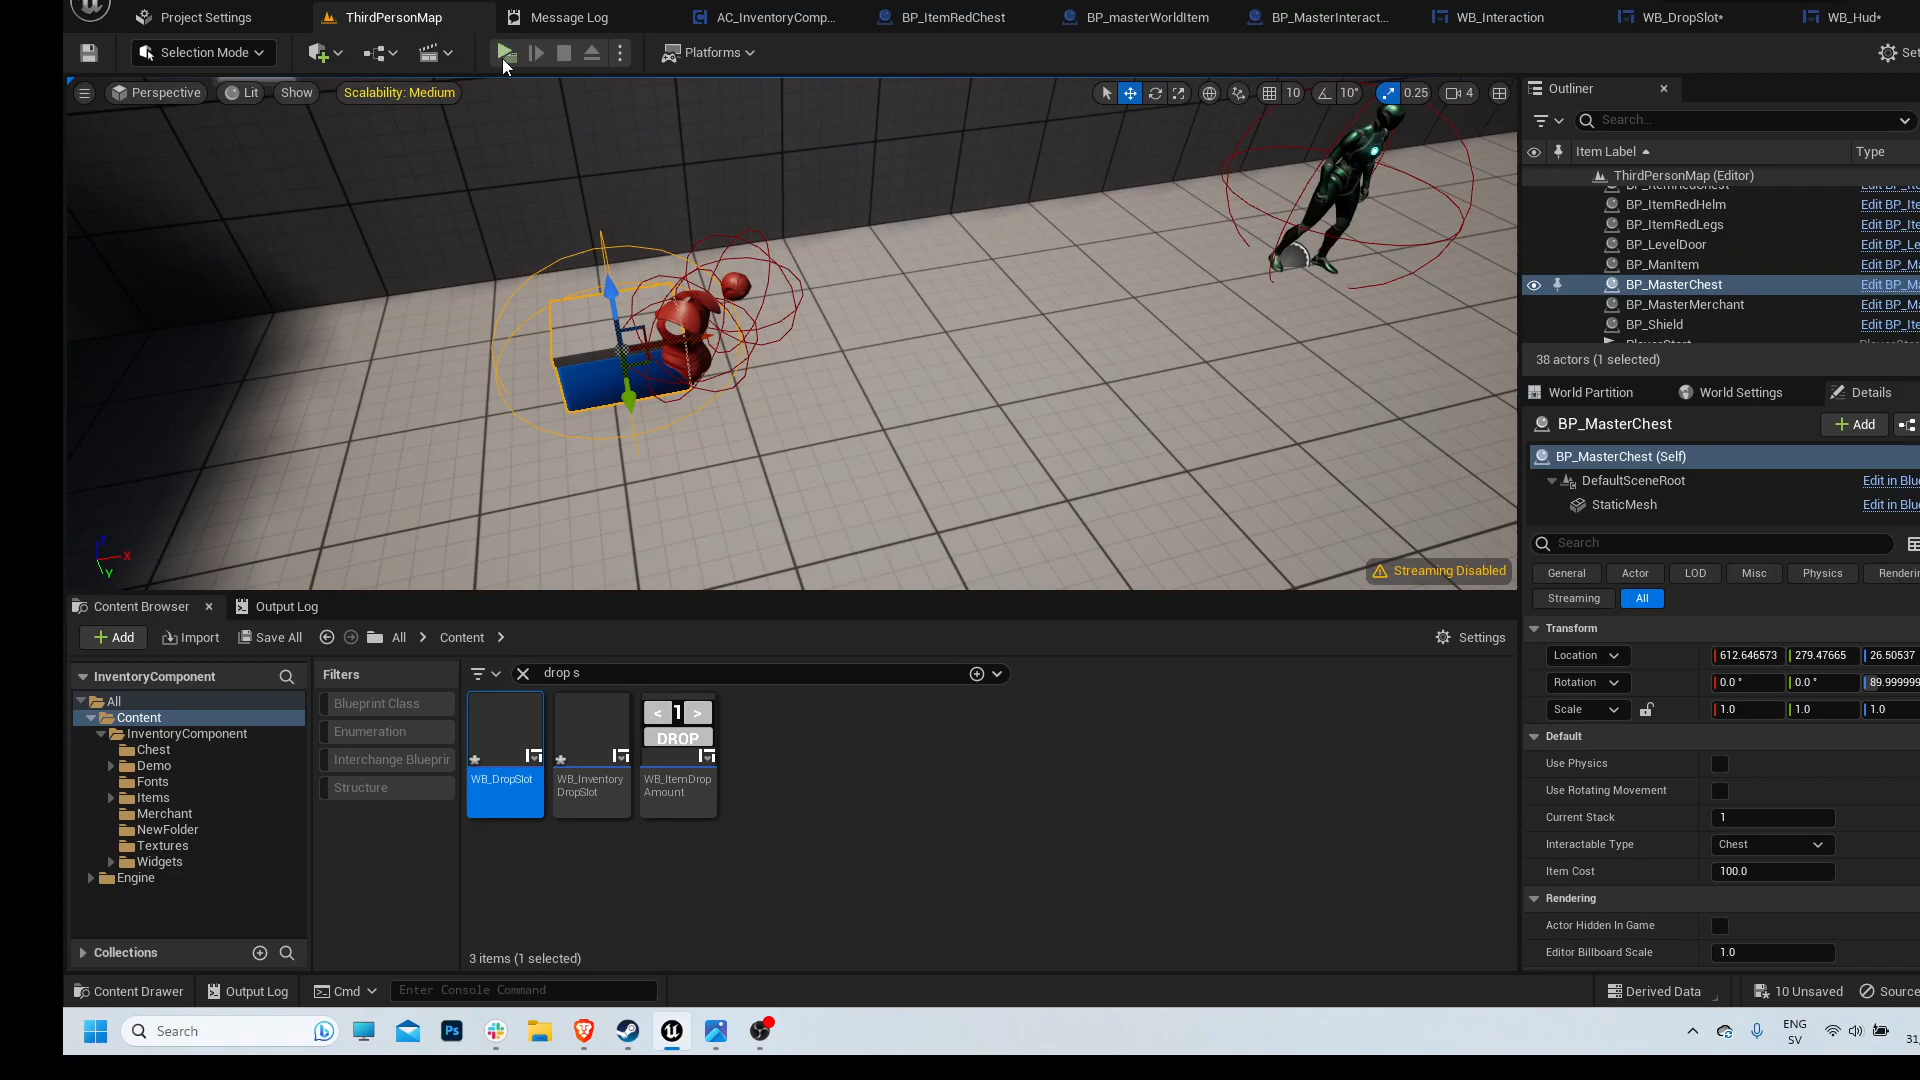 Project Settings
ThirdPersonMap
Message Log
AC_InventoryComp...
BP_ItemRedChest
BP_masterWorldItem
BP_MasterInteract...
WB_Interaction
WB_DropSlot*
WB_Hud*
Selection Mode
Platforms
Set
Perspective
Lit
Show
Scalability: Medium
10
10°
0.25
4
Outliner
Search...
Item Label
Type
ThirdPersonMap (Editor)
BP_ItemRedChest
BP_ItemRedHelm
Edit BP_Ite
BP_ItemRedLegs
Edit BP_Ite
BP_LevelDoor
Edit BP_Le
BP_ManItem
Edit BP_Ma
BP_MasterChest
Edit BP_Ma
BP_MasterMerchant
Edit BP_Ma
BP_Shield
Edit BP_Ite
38 actors (1 selected)
World Partition
World Settings
Details
BP_MasterChest
Add
BP_MasterChest (Self)
DefaultSceneRoot
Edit in Blu
StaticMesh
Edit in Blu
Search
General
Actor
LOD
Misc
Physics
Renderin
Streaming
All
Transform
Location
612.646573
279.47665
26.50537
Rotation
0.0 °
0.0 °
89.999999
Scale
1.0
1.0
1.0
Default
Use Physics
Use Rotating Movement
Current Stack
1
Interactable Type
Chest
Item Cost
100.0
Rendering
Actor Hidden In Game
Editor Billboard Scale
1.0
X
Y
Streaming Disabled
Content Browser
Output Log
Add
Import
Save All
All
Content
Settings
InventoryComponent
All
Content
InventoryComponent
Chest
Demo
Fonts
Items
Merchant
NewFolder
Textures
Widgets
Engine
Collections
Filters
Blueprint Class
Enumeration
Interchange Blueprir
Structure
drop s
< 1 >
DROP
WB_DropSlot
WB_Inventory
DropSlot
WB_ItemDrop
Amount
3 items (1 selected)
Content Drawer
Output Log
Cmd
Enter Console Command
Derived Data
10 Unsaved
Source
Search
Ps
ENG
SV
31,